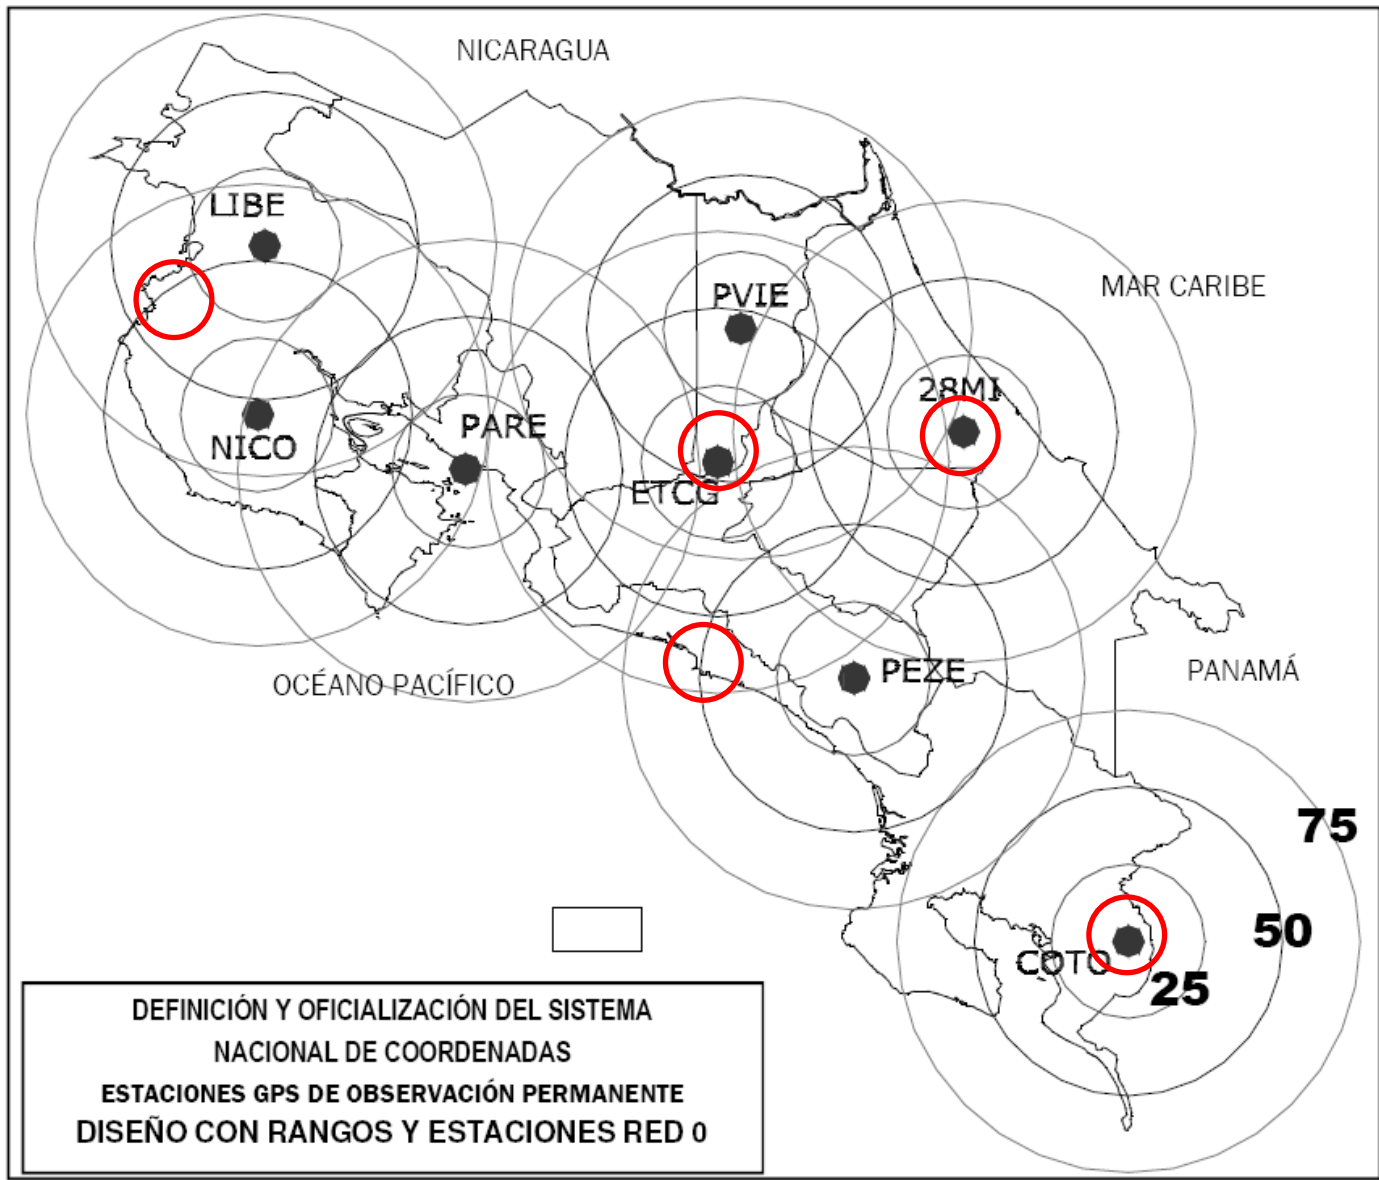 NICARAGUA
LIBE
MAR CARIBE
PVIE
28MI
PARE
NICO
ETCG
OCÉANO PACÍFICO
PEZE
PANAMÁ
75
50
COTO
25
DEFINICIÓN Y OFICIALIZACIÓN DEL SISTEMA
NACIONAL DE COORDENADAS
ESTACIONES GPS DE OBSERVACIÓN PERMANENTE
DISEÑO CON RANGOS Y ESTACIONES RED 0